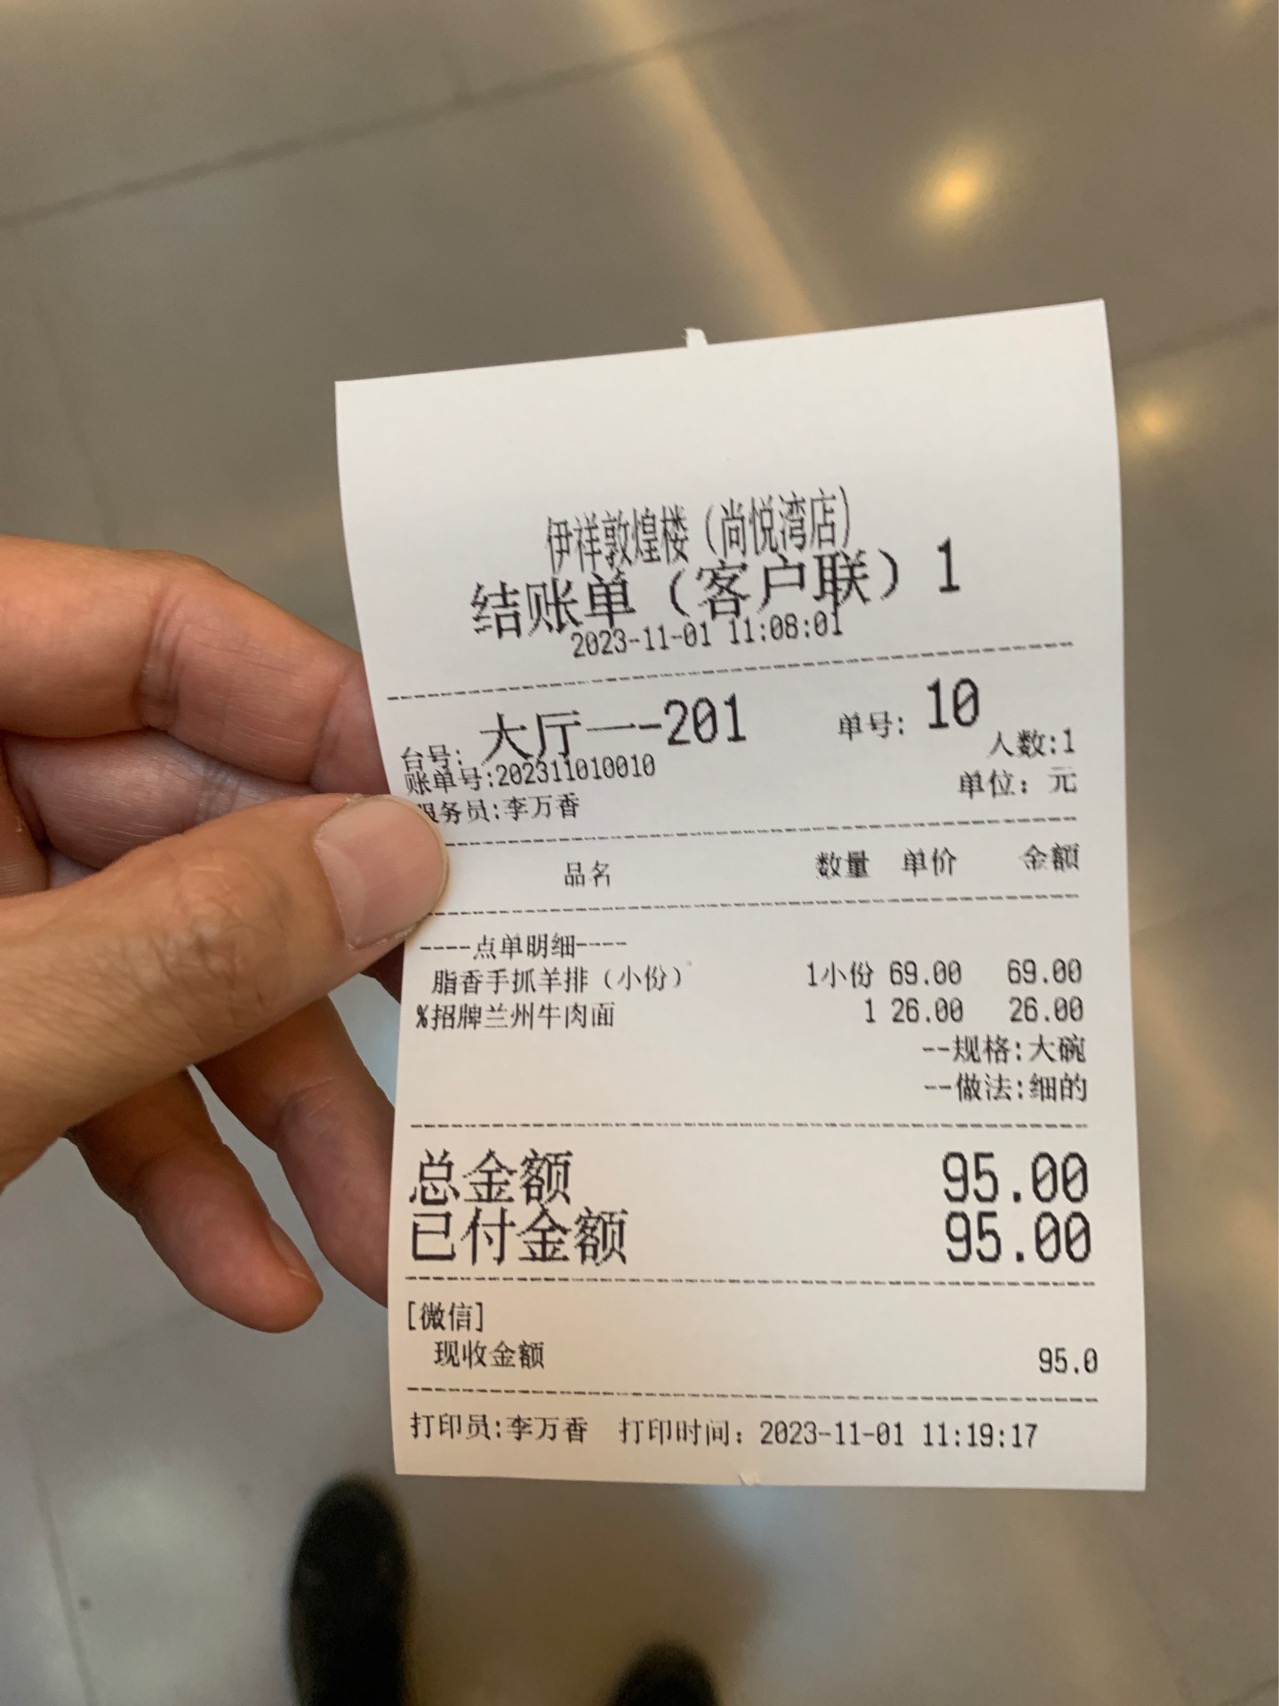 伊祥敦煌楼（尚悦湾店）
结账单（客户联）1
2023-11-01 11:08:01
台号: 大厅一-201 单号: 10
人数:1
账单号:202311010010
单位: 元
服务员:李万香
品名 数量 单价 金额
----点单明细----
脂香手抓羊排（小份） 1小份 69.00 69.00
%招牌兰州牛肉面 1 26.00 26.00
--规格:大碗
--做法:细的
总金额 95.00
已付金额 95.00
[微信]
现收金额 95.0
打印员:李万香 打印时间: 2023-11-01 11:19:17